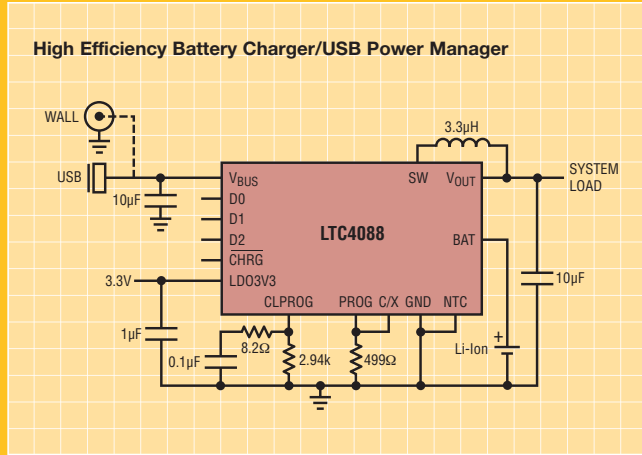 High Efficiency Battery Charger/USB Power Manager
WALL
USB
10µF
3.3µH
VBUS
SW
VOUT
SYSTEM
LOAD
D0
D1
D2
CHRG
LDO3V3
LTC4088
BAT
3.3V
CLPROG
PROG
C/X
GND
NTC
10µF
1µF
0.1µF
8.2Ω
2.94k
499Ω
Li-Ion
+